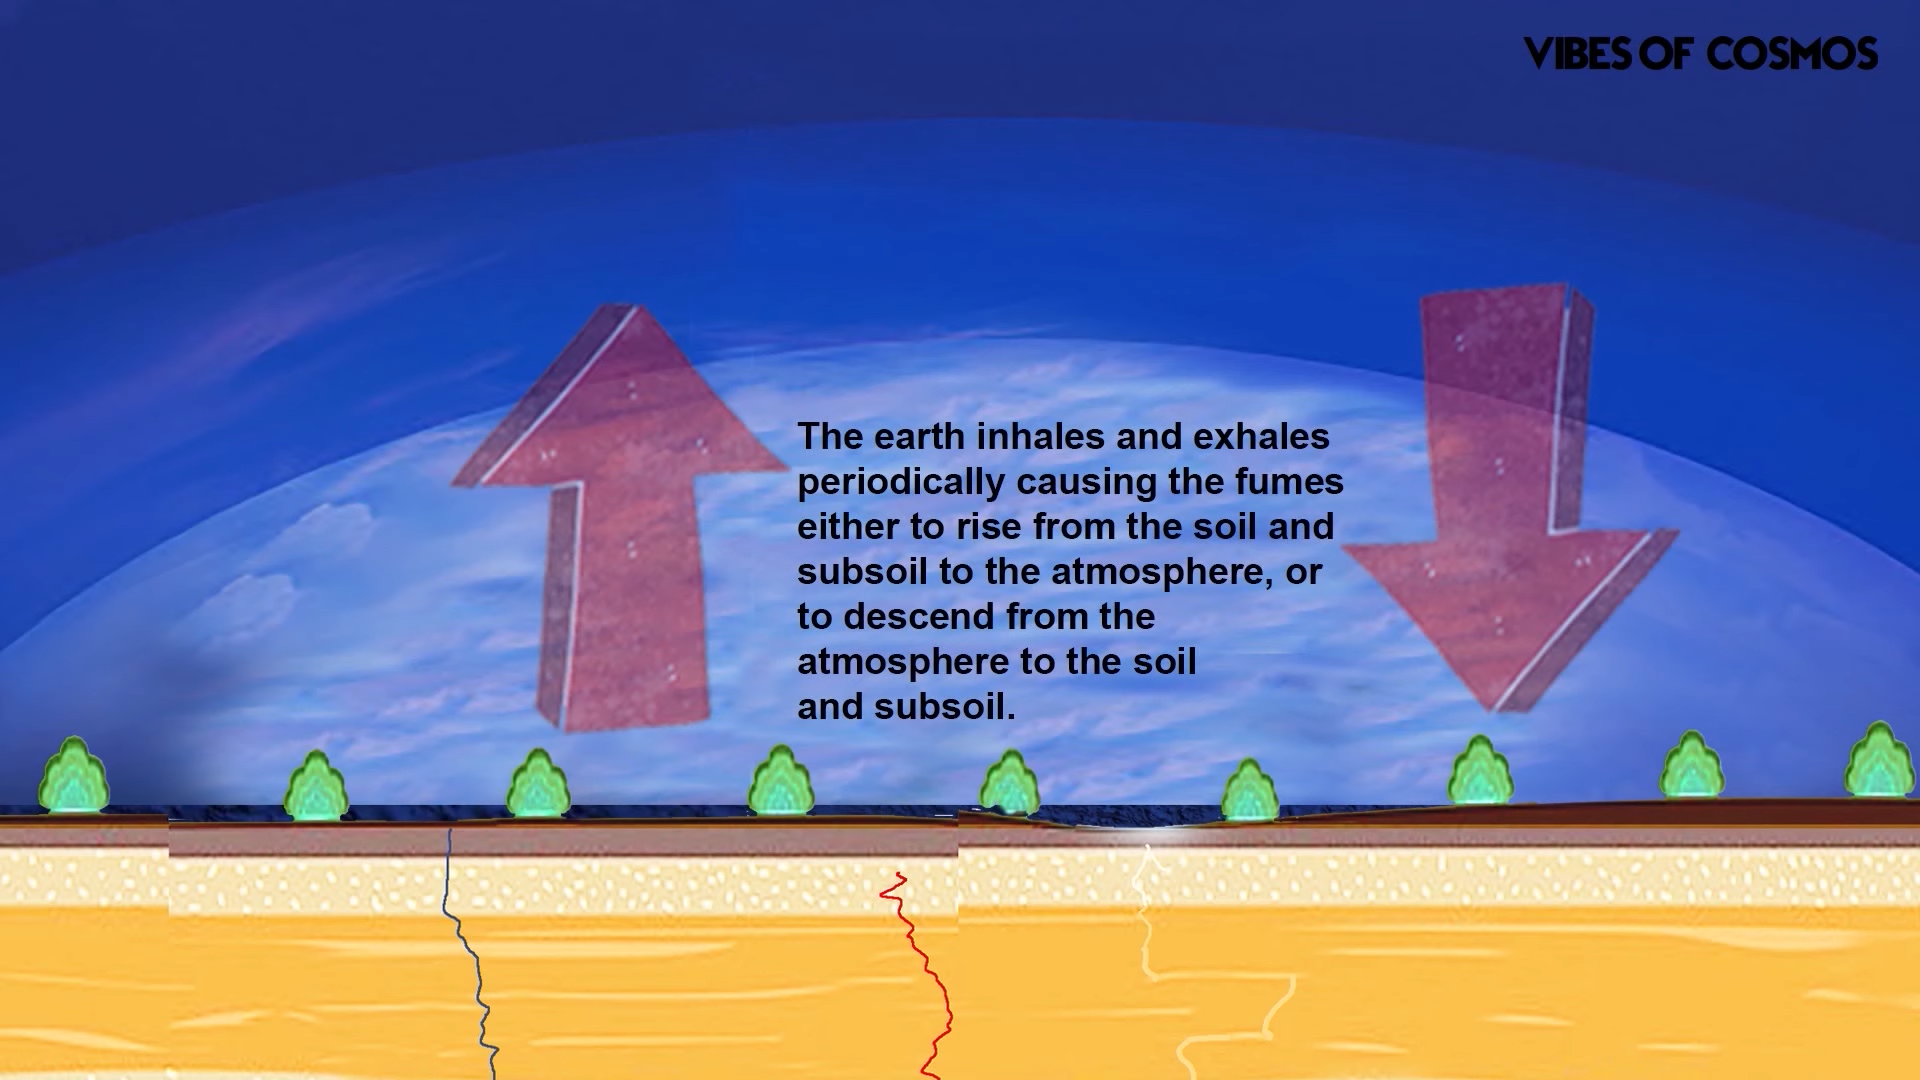 VIBES OF COSMOS
The earth inhales and exhales
periodically causing the fumes
either to rise from the soil and
subsoil to the atmosphere, or
to descend from the
atmosphere to the soil
and subsoil.